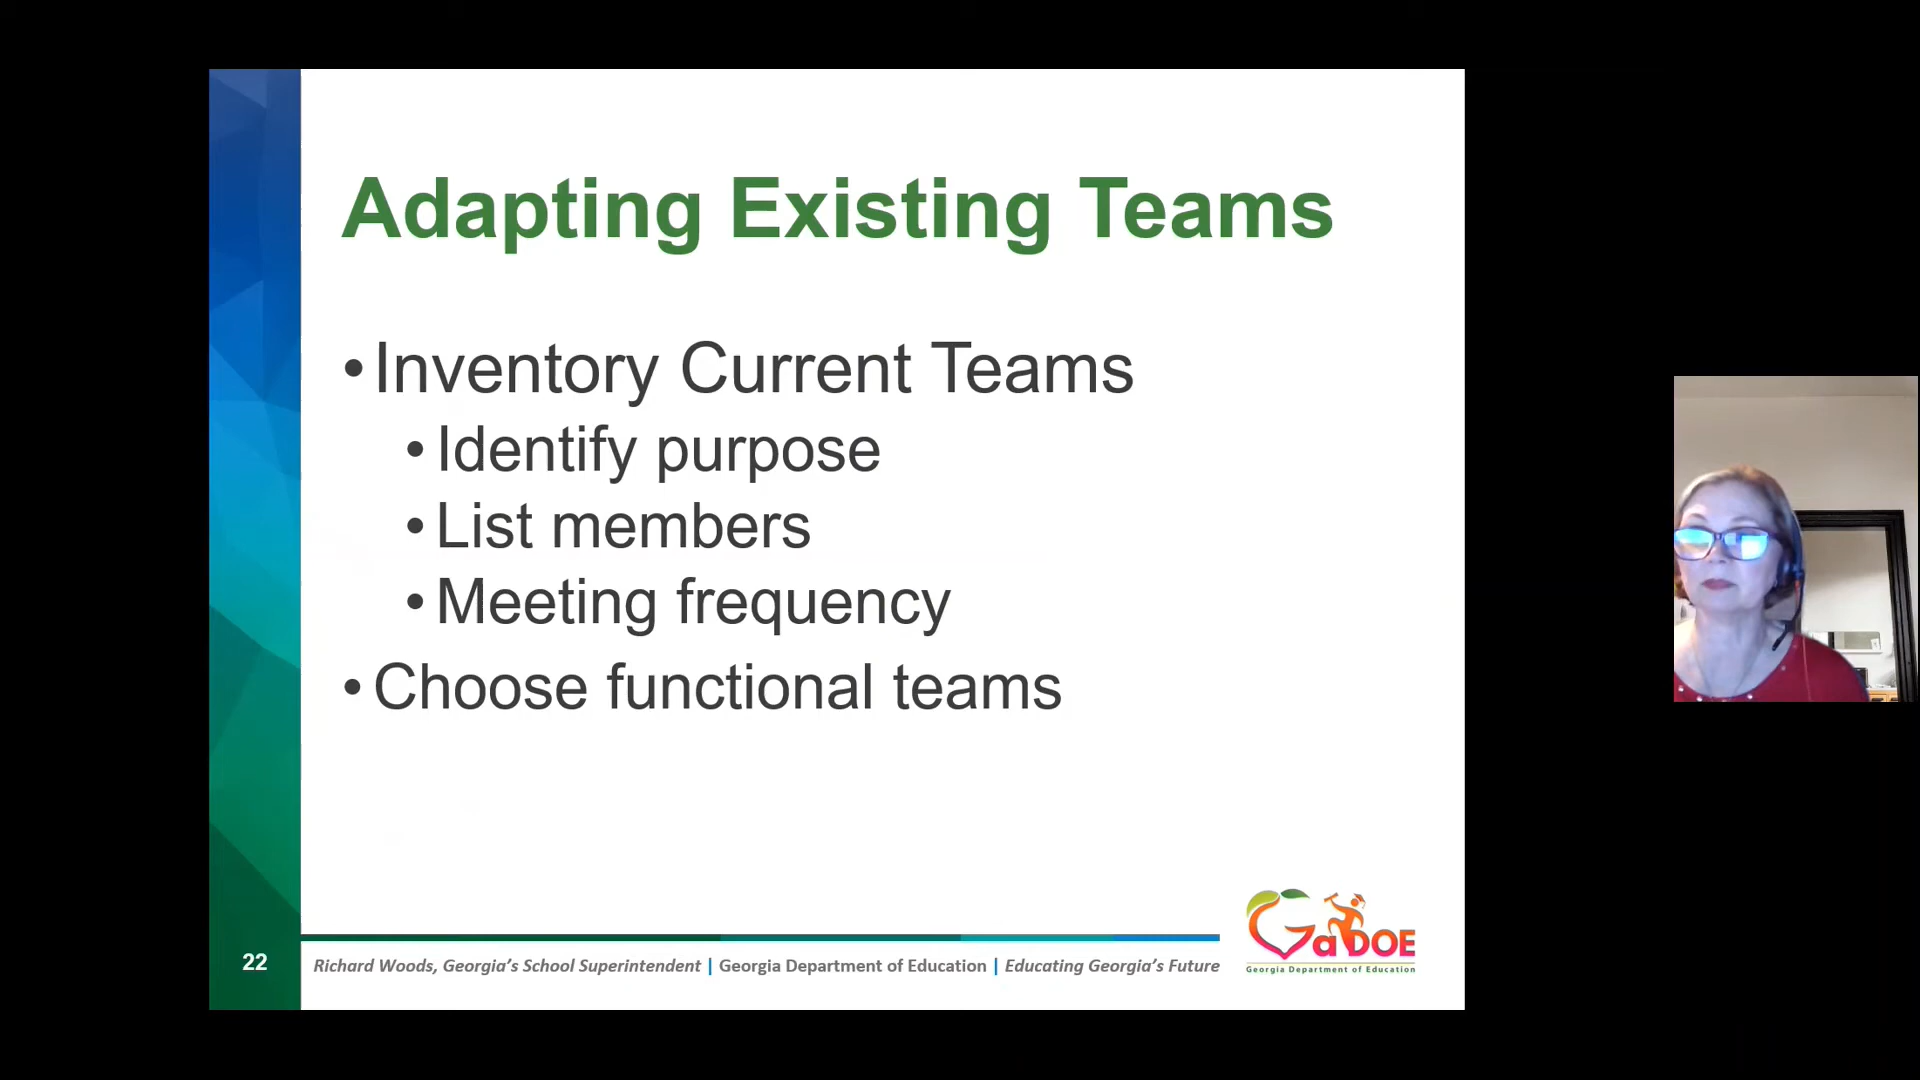 Adapting Existing Teams
•Inventory Current Teams
•Identify purpose
•List members
•Meeting frequency
•Choose functional teams
22
Richard Woods, Georgia's School Superintendent | Georgia Department of Education | Educating Georgia's Future
GaDOE
Georgia Department of Education